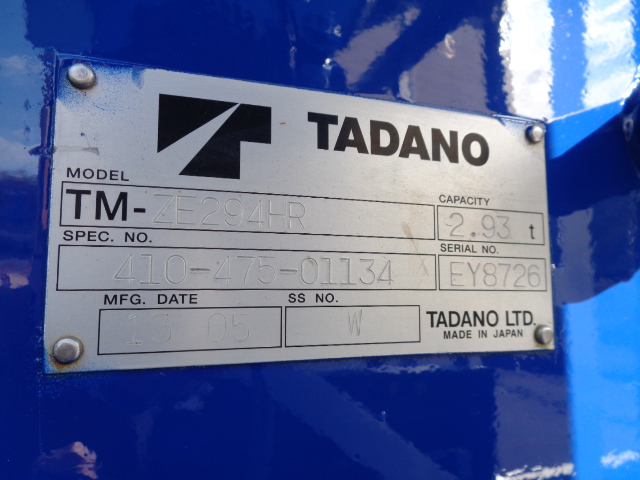 TADANO
MODEL
TM-ZE294HR
CAPACITY
2.93 t
SPEC. NO.
410-475-01134
SERIAL NO.
EY8726
MFG. DATE
13 05
SS NO.
W
TADANO LTD.
MADE IN JAPAN